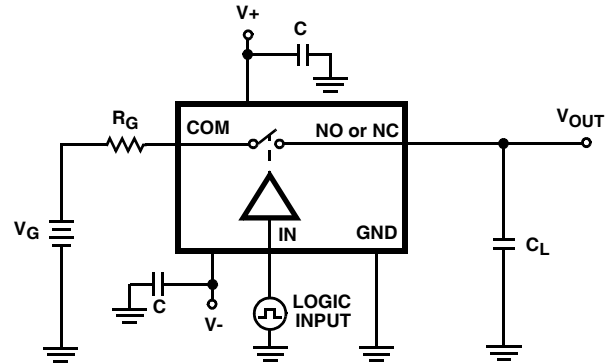 V+
C
RG
COM
NO or NC
VOUT
VG
IN
GND
CL
C
V-
LOGIC
INPUT